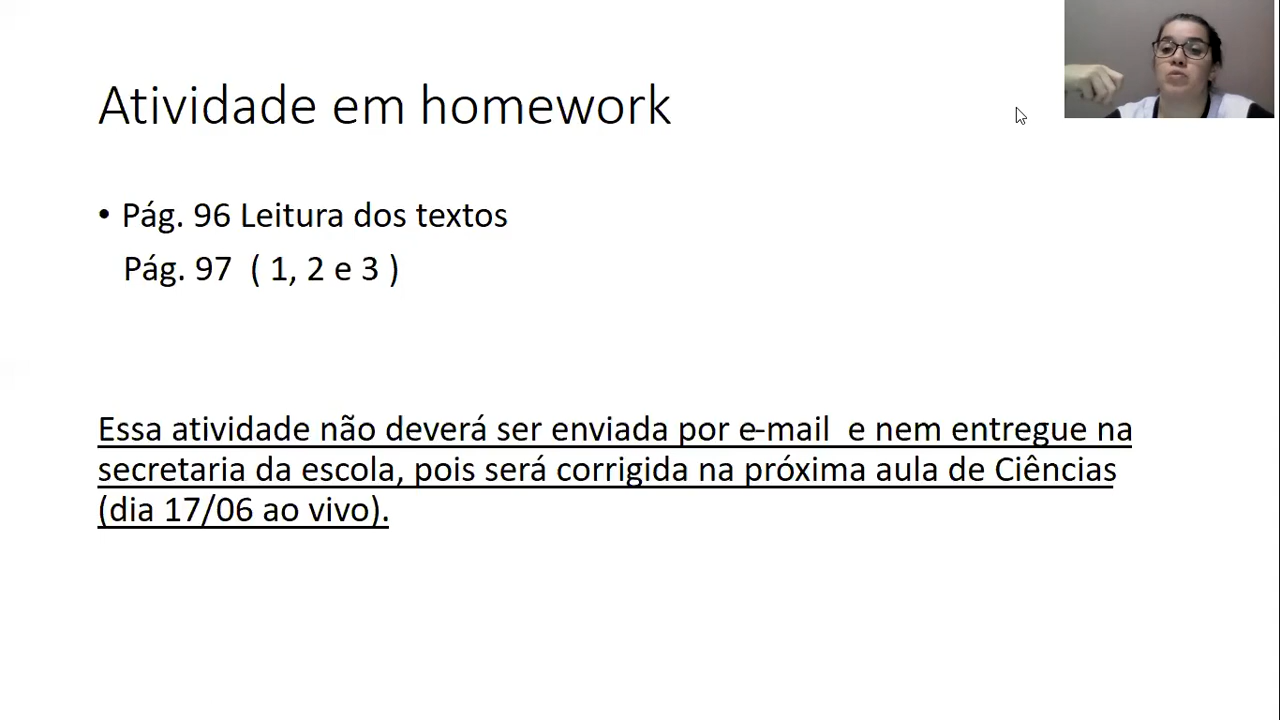 Atividade em homework
• Pág. 96 Leitura dos textos
Pág. 97 ( 1, 2 e 3 )
Essa atividade não deverá ser enviada por e-mail e nem entregue na
secretaria da escola, pois será corrigida na próxima aula de Ciências
(dia 17/06 ao vivo).